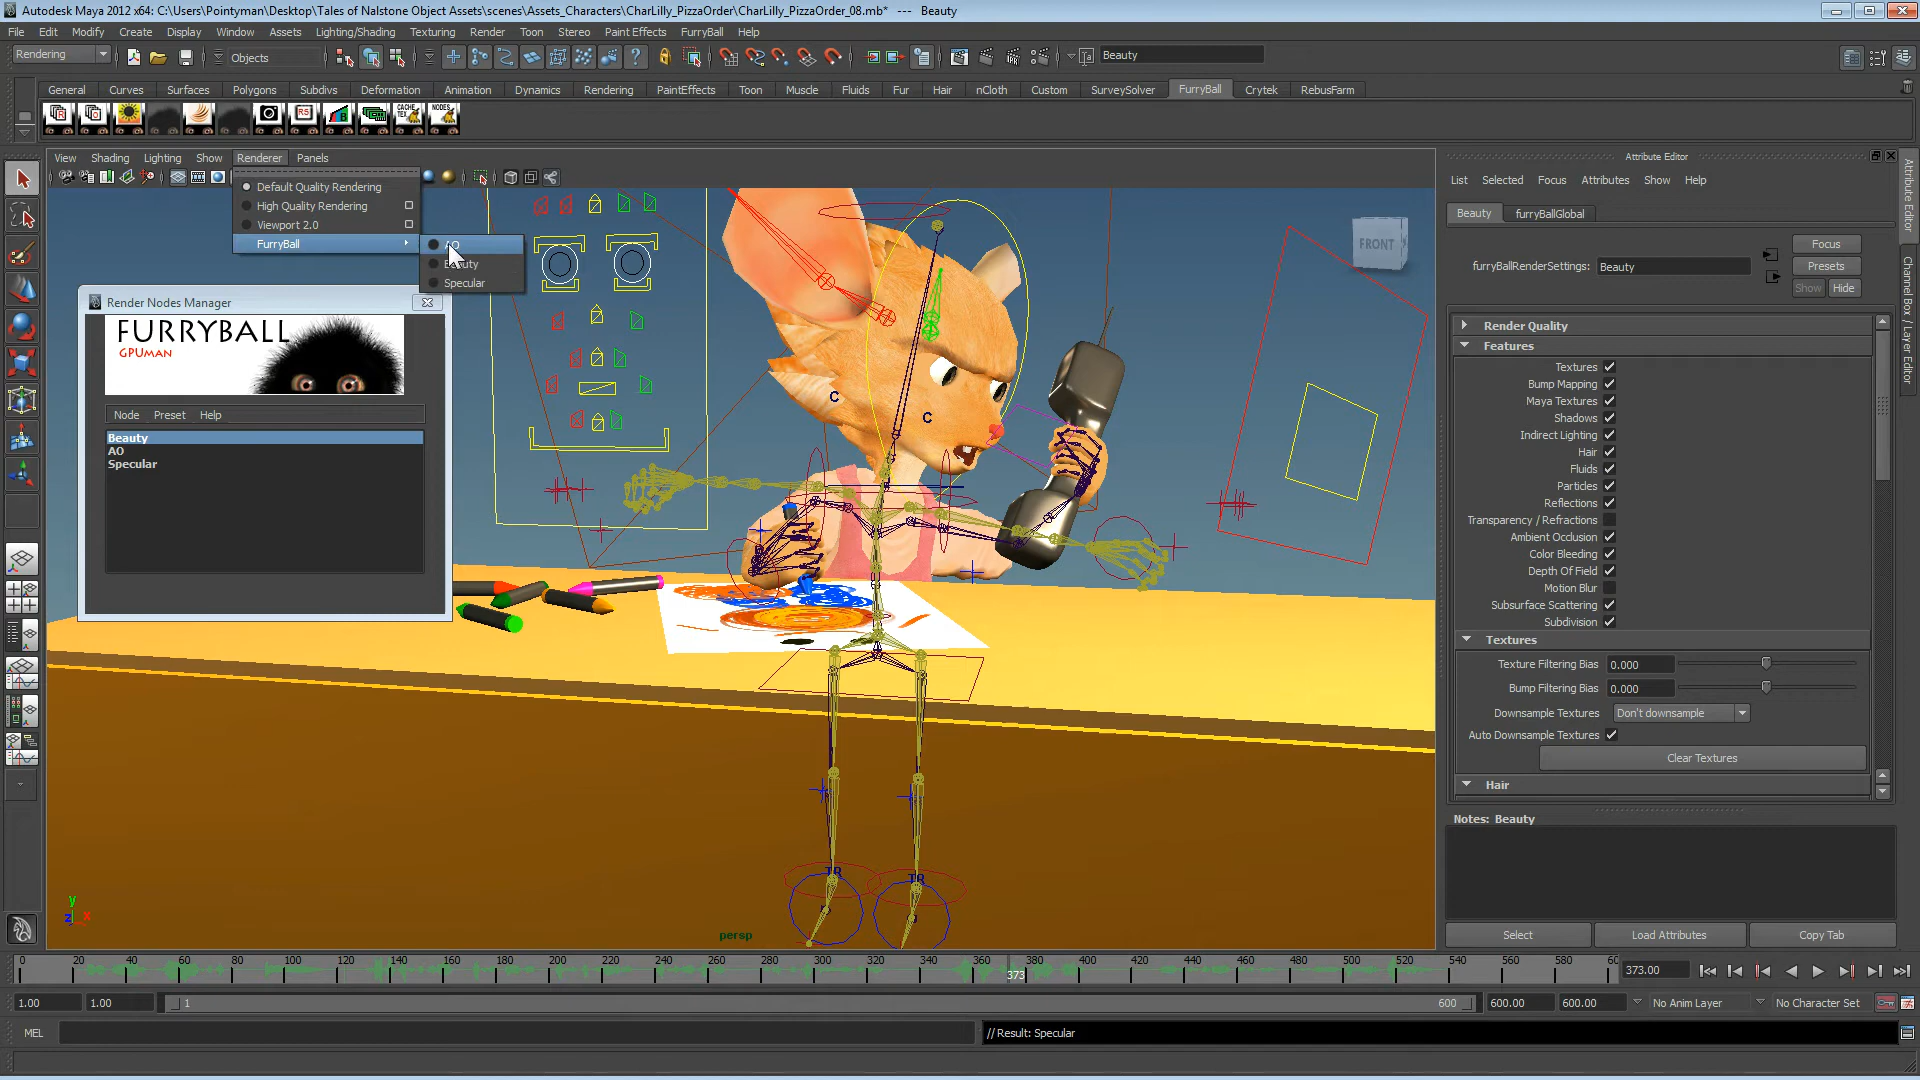 Autodesk Maya 2012 x64: C:\Users\Pointyman\Desktop\Tales of Nalstone Object Assets\scenes\Assets_Characters\CharLilly_PizzaOrder\CharLilly_PizzaOrder_08.mb* --- Beauty
File Edit Modify Create Display Window Assets Lighting/Shading Texturing Render Toon Stereo Paint Effects FurryBall Help
Rendering Objects Beauty
General Curves Surfaces Polygons Subdivs Deformation Animation Dynamics Rendering PaintEffects Toon Muscle Fluids Fur Hair nCloth Custom SurveySolver FurryBall Crytek RebusFarm
CACHE TEX
NODES
View Shading Lighting Show Renderer Panels
Default Quality Rendering
High Quality Rendering
Viewport 2.0
FurryBall
AO
Beauty
Specular
Render Nodes Manager
FURRYBALL
GPUman
Node Preset Help
Beauty
AO
Specular
FRONT
C
C
TR
TR
persp
y
z x
Attribute Editor
List Selected Focus Attributes Show Help
Beauty furryBallGlobal
Focus
furryBallRenderSettings: Beauty Presets
Show Hide
Render Quality
Features
Textures
Bump Mapping
Maya Textures
Shadows
Indirect Lighting
Hair
Fluids
Particles
Reflections
Transparency / Refractions
Ambient Occlusion
Color Bleeding
Depth Of Field
Motion Blur
Subsurface Scattering
Subdivision
Textures
Texture Filtering Bias 0.000
Bump Filtering Bias 0.000
Downsample Textures Don't downsample
Auto Downsample Textures
Clear Textures
Hair
Notes: Beauty
Select Load Attributes Copy Tab
Attribute Editor
Channel Box / Layer Editor
0 20 40 60 80 100 120 140 160 180 200 220 240 260 280 300 320 340 360 373 380 400 420 440 460 480 500 520 540 560 580 373.00
1.00 1.00 1 600 600.00 600.00 No Anim Layer No Character Set
MEL // Result: Specular